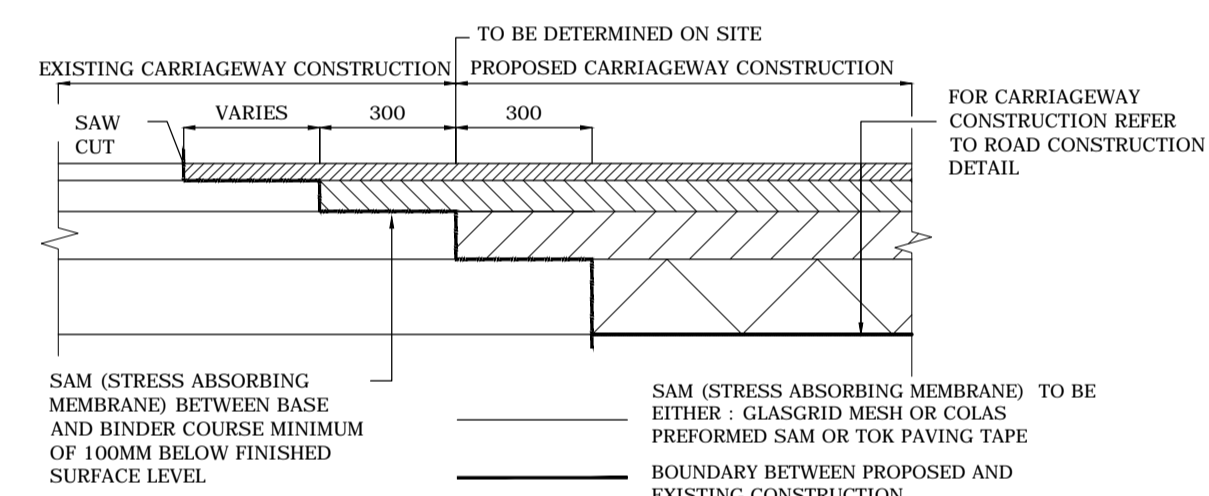 TO BE DETERMINED ON SITE
EXISTING CARRIAGEWAY CONSTRUCTION
PROPOSED CARRIAGEWAY CONSTRUCTION
SAW
CUT
VARIES
300
300
FOR CARRIAGEWAY
CONSTRUCTION REFER
TO ROAD CONSTRUCTION
DETAIL
SAM (STRESS ABSORBING
MEMBRANE) BETWEEN BASE
AND BINDER COURSE MINIMUM
OF 100MM BELOW FINISHED
SURFACE LEVEL
SAM (STRESS ABSORBING MEMBRANE) TO BE
EITHER : GLASGRID MESH OR COLAS
PREFORMED SAM OR TOK PAVING TAPE
BOUNDARY BETWEEN PROPOSED AND
EXISTING CONSTRUCTION